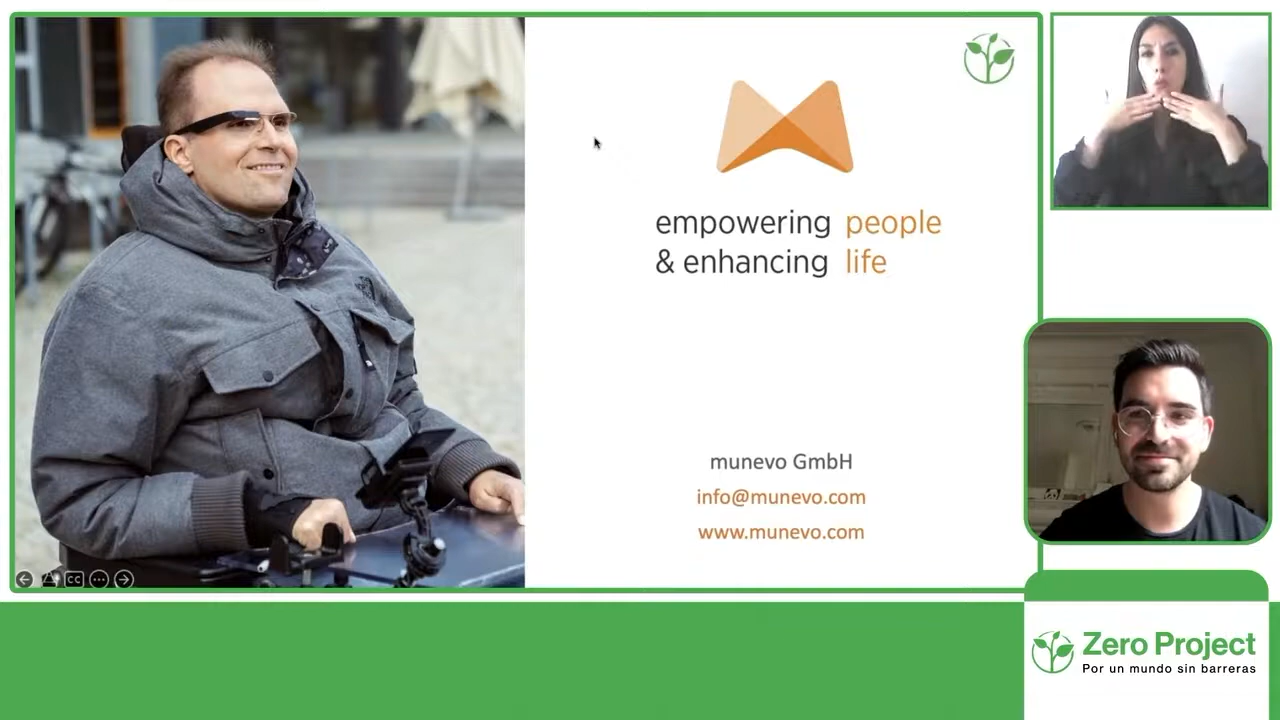 empowering people
& enhancing life
munevo GmbH
info@munevo.com
www.munevo.com
CC
Zero Project
Por un mundo sin barreras